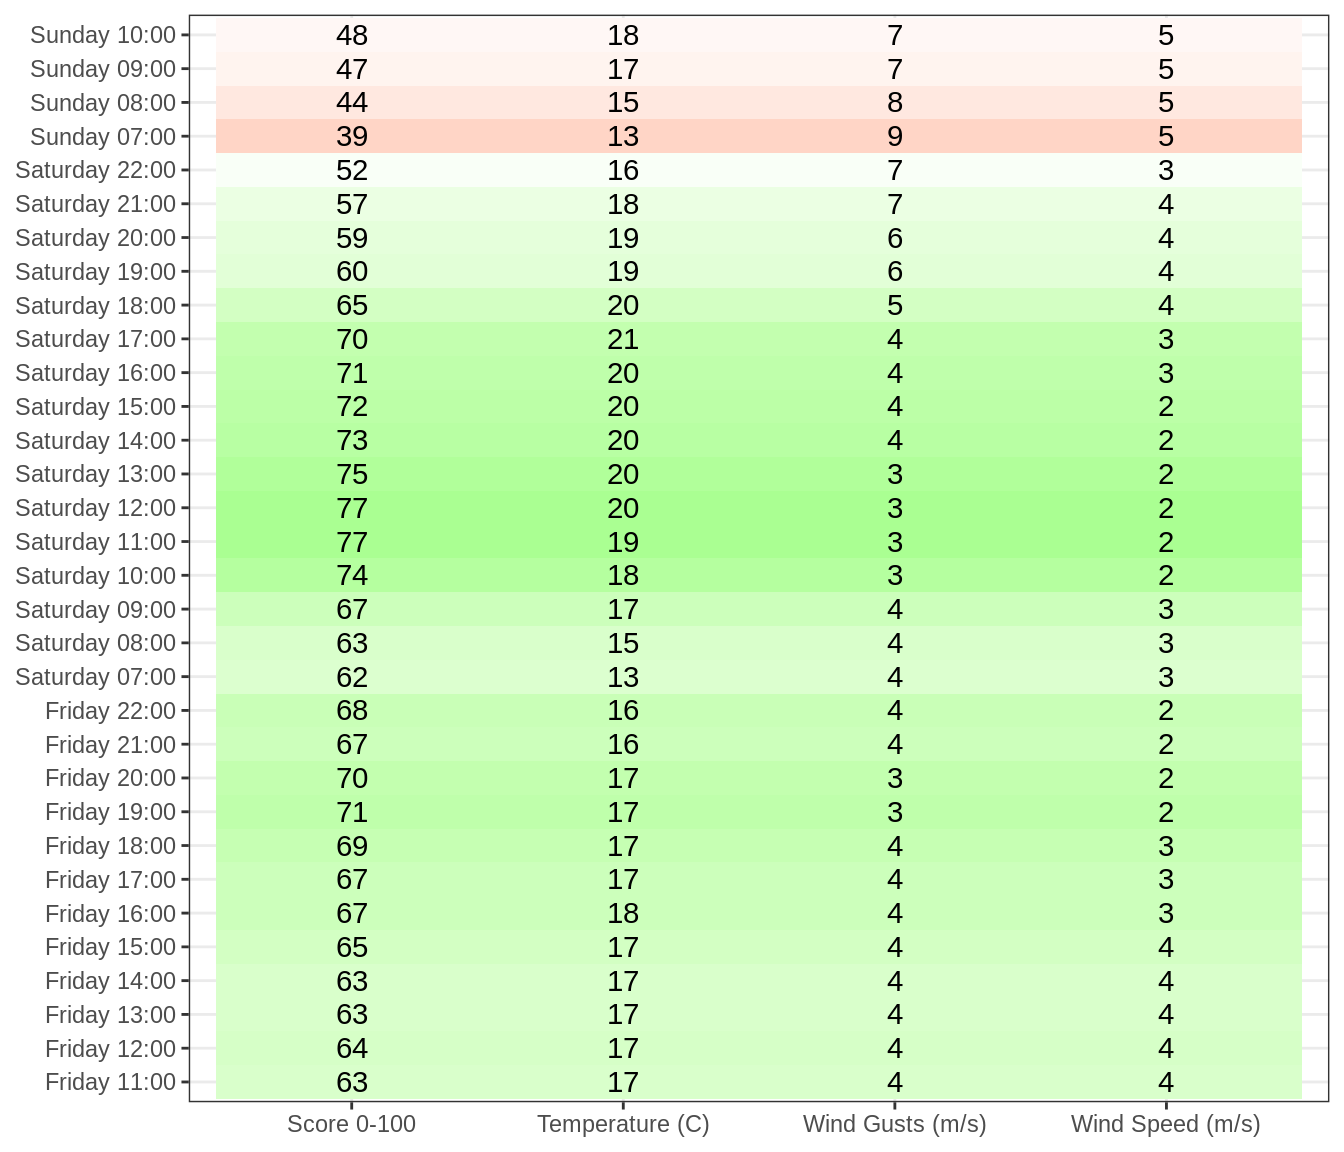 Sunday 10:00 48 18 7 5
Sunday 09:00 47 17 7 5
Sunday 08:00 44 15 8 5
Sunday 07:00 39 13 9 5
Saturday 22:00 52 16 7 3
Saturday 21:00 57 18 7 4
Saturday 20:00 59 19 6 4
Saturday 19:00 60 19 6 4
Saturday 18:00 65 20 5 4
Saturday 17:00 70 21 4 3
Saturday 16:00 71 20 4 3
Saturday 15:00 72 20 4 2
Saturday 14:00 73 20 4 2
Saturday 13:00 75 20 3 2
Saturday 12:00 77 20 3 2
Saturday 11:00 77 19 3 2
Saturday 10:00 74 18 3 2
Saturday 09:00 67 17 4 3
Saturday 08:00 63 15 4 3
Saturday 07:00 62 13 4 3
Friday 22:00 68 16 4 2
Friday 21:00 67 16 4 2
Friday 20:00 70 17 3 2
Friday 19:00 71 17 3 2
Friday 18:00 69 17 4 3
Friday 17:00 67 17 4 3
Friday 16:00 67 18 4 3
Friday 15:00 65 17 4 4
Friday 14:00 63 17 4 4
Friday 13:00 63 17 4 4
Friday 12:00 64 17 4 4
Friday 11:00 63 17 4 4
Score 0-100 Temperature (C) Wind Gusts (m/s) Wind Speed (m/s)